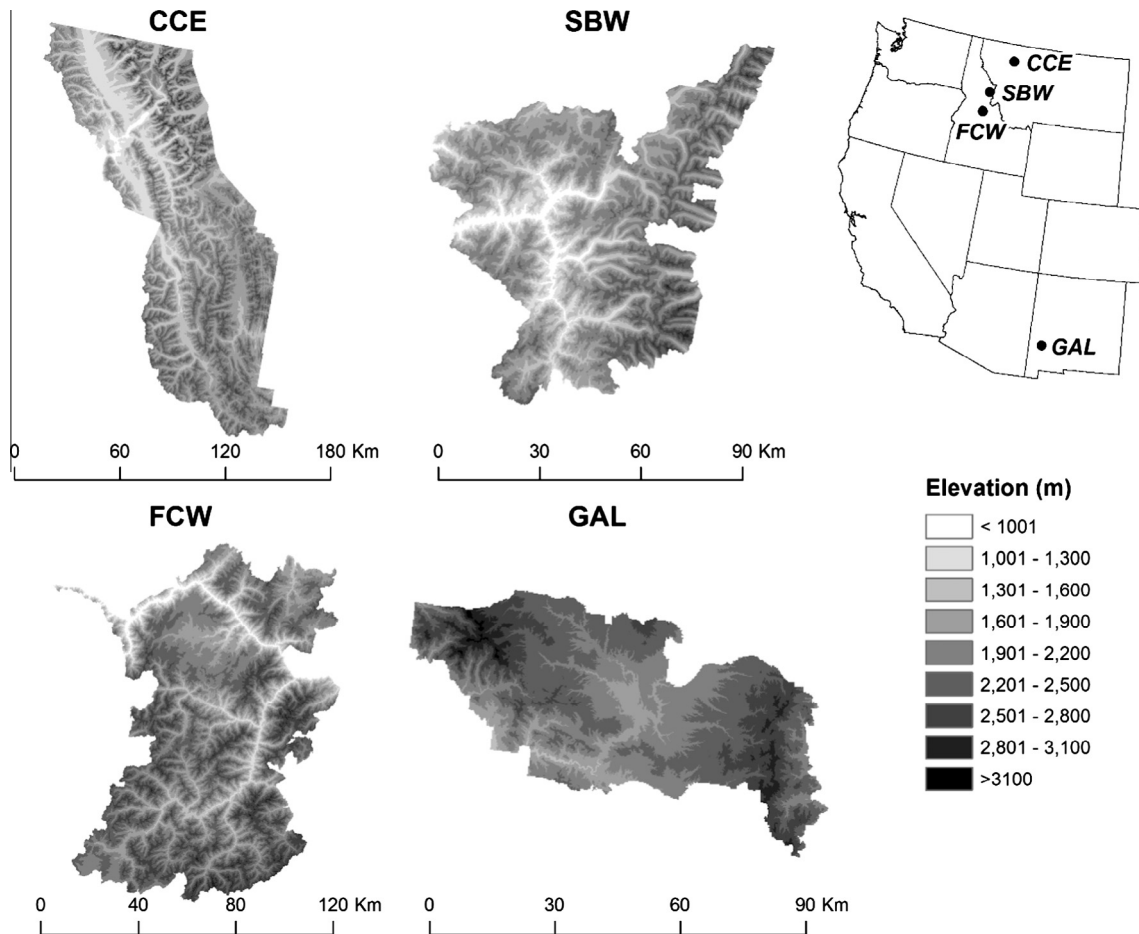 CCE
SBW
CCE
SBW
FCW
GAL
0 60 120 180 Km
0 30 60 90 Km
FCW
GAL
Elevation (m)
< 1001
1,001 - 1,300
1,301 - 1,600
1,601 - 1,900
1,901 - 2,200
2,201 - 2,500
2,501 - 2,800
2,801 - 3,100
>3100
0 40 80 120 Km
0 30 60 90 Km